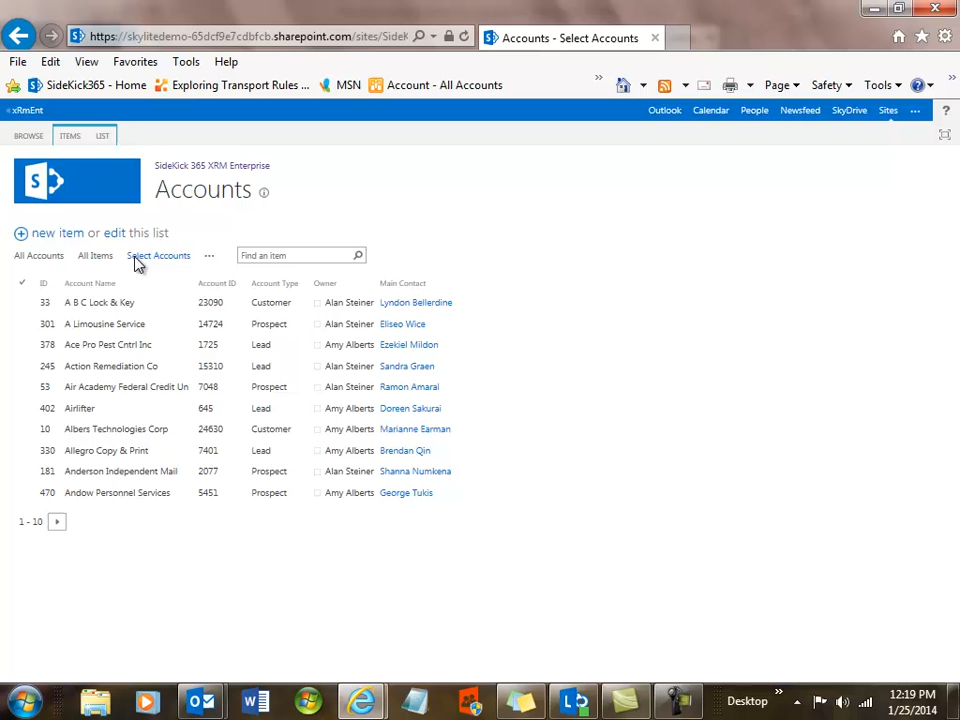 https://skylitedemo-65dcf9e7cdbfcb.sharepoint.com/sites/SideK
Accounts - Select Accounts
File Edit View Favorites Tools Help
SideKick365 - Home
Exploring Transport Rules ...
MSN
Account - All Accounts
Page
Safety
Tools
xRmEnt
Outlook Calendar People Newsfeed SkyDrive Sites ... ?
BROWSE ITEMS LIST
SideKick 365 XRM Enterprise
Accounts
new item or edit this list
All Accounts All Items Select Accounts ... Find an item
ID Account Name Account ID Account Type Owner Main Contact
33 A B C Lock & Key 23090 Customer Alan Steiner Lyndon Bellerdine
301 A Limousine Service 14724 Prospect Alan Steiner Eliseo Wice
378 Ace Pro Pest Cntrl Inc 1725 Lead Amy Alberts Ezekiel Mildon
245 Action Remediation Co 15310 Lead Alan Steiner Sandra Graen
53 Air Academy Federal Credit Un 7048 Prospect Alan Steiner Ramon Amaral
402 Airlifter 645 Lead Amy Alberts Doreen Sakurai
10 Albers Technologies Corp 24630 Customer Amy Alberts Marianne Earman
330 Allegro Copy & Print 7401 Lead Amy Alberts Brendan Qin
181 Anderson Independent Mail 2077 Prospect Alan Steiner Shanna Numkena
470 Andow Personnel Services 5451 Prospect Amy Alberts George Tukis
1 - 10
Desktop
12:19 PM
1/25/2014